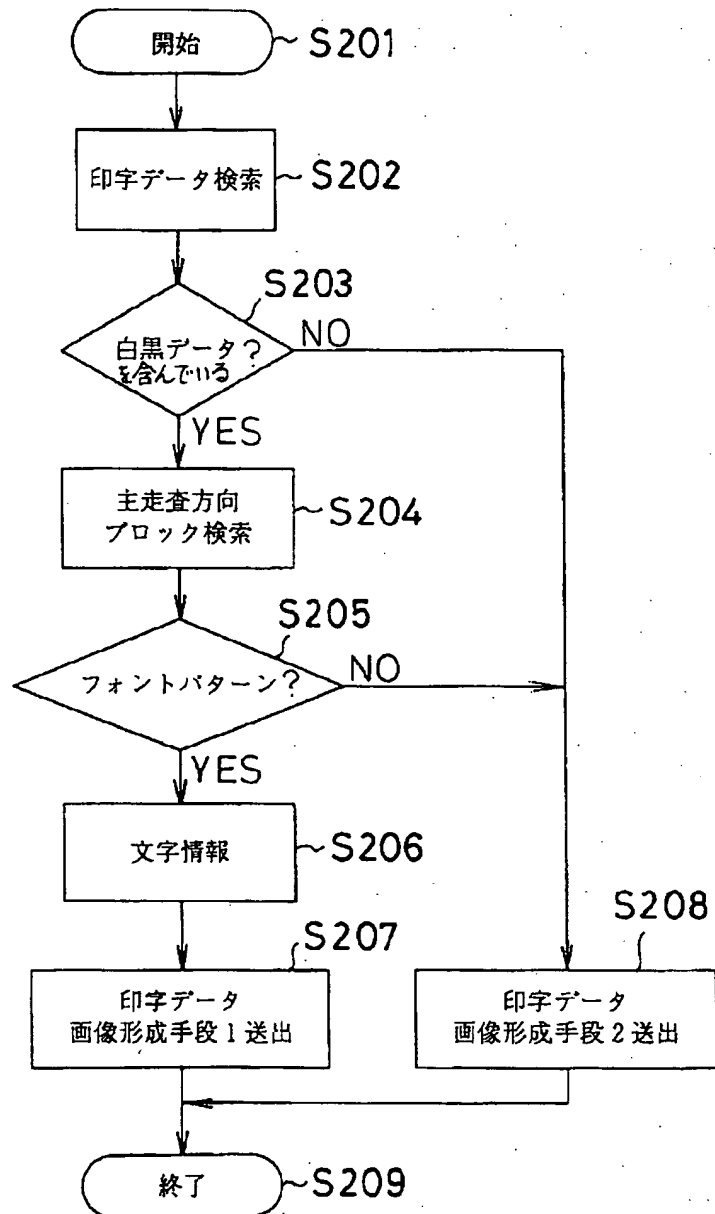 開始
S201
印字データ検索
S202
S203
白黒データ?
を含んでいる
NO
YES
主走査方向
ブロック検索
S204
S205
フォントパターン?
NO
YES
文字情報
S206
S207
印字データ
画像形成手段1送出
S208
印字データ
画像形成手段2送出
終了
S209